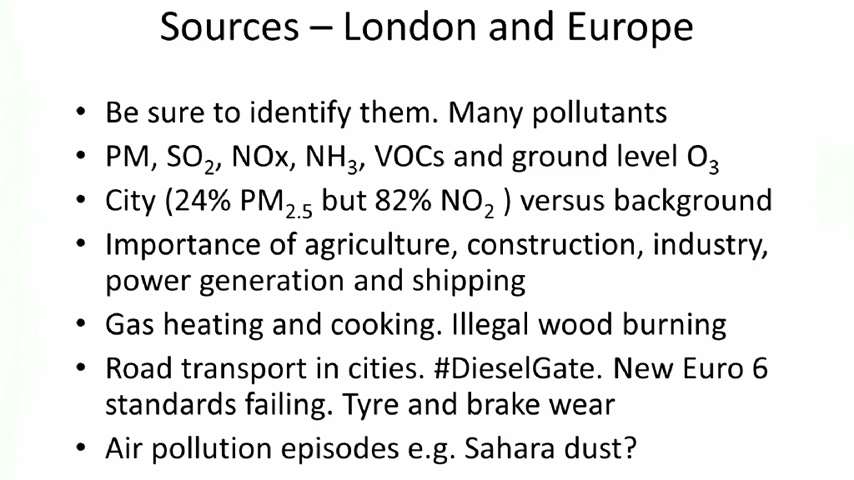 Sources – London and Europe
• Be sure to identify them. Many pollutants
• PM, SO₂, NOx, NH₃, VOCs and ground level O₃
• City (24% PM₂.₅ but 82% NO₂ ) versus background
• Importance of agriculture, construction, industry,
power generation and shipping
• Gas heating and cooking. Illegal wood burning
• Road transport in cities. #DieselGate. New Euro 6
standards failing. Tyre and brake wear
• Air pollution episodes e.g. Sahara dust?